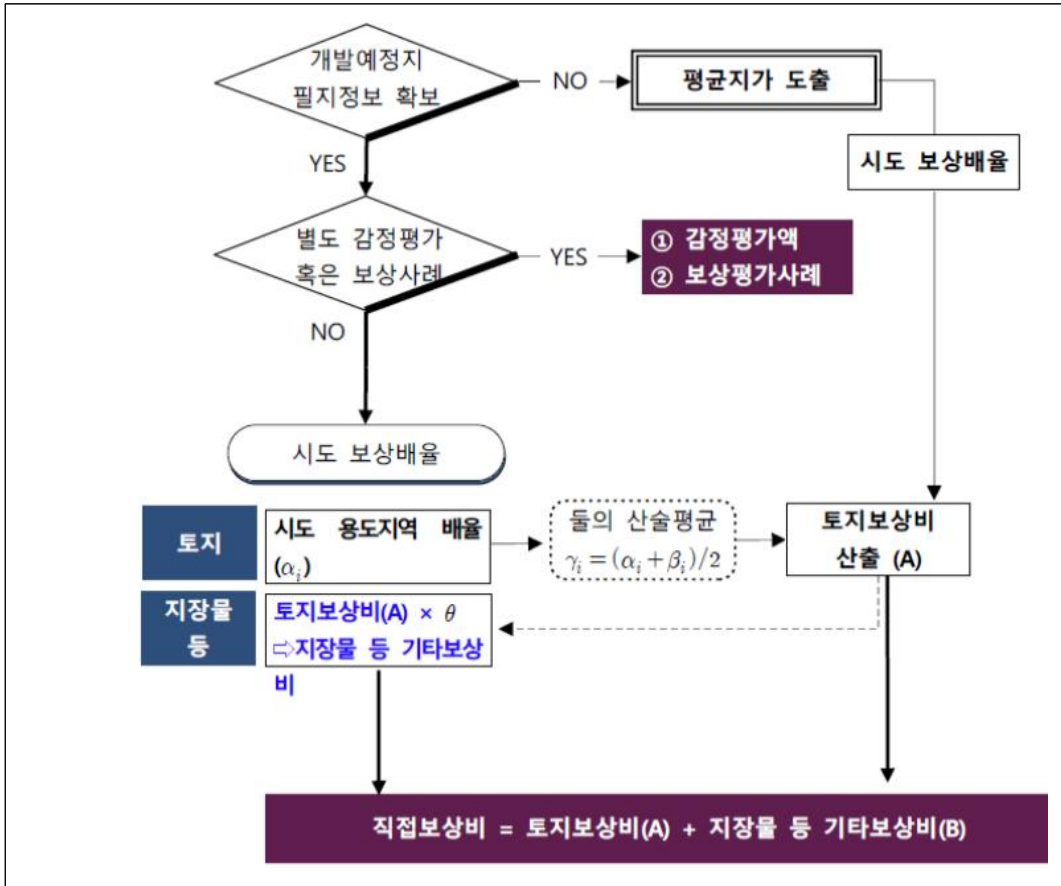 개발예정지
필지정보 확보
NO
평균지가 도출
YES
시도 보상배율
별도 감정평가
혹은 보상사례
YES
① 감정평가액
② 보상평가사례
NO
시도 보상배율
토지
시도 용도지역 배율
(αᵢ)
둘의 산술평균
γᵢ=(αᵢ+βᵢ)/2
토지보상비
산출 (A)
지장물
등
토지보상비(A) × θ
⇨지장물 등 기타보상
비
직접보상비 = 토지보상비(A) + 지장물 등 기타보상비(B)